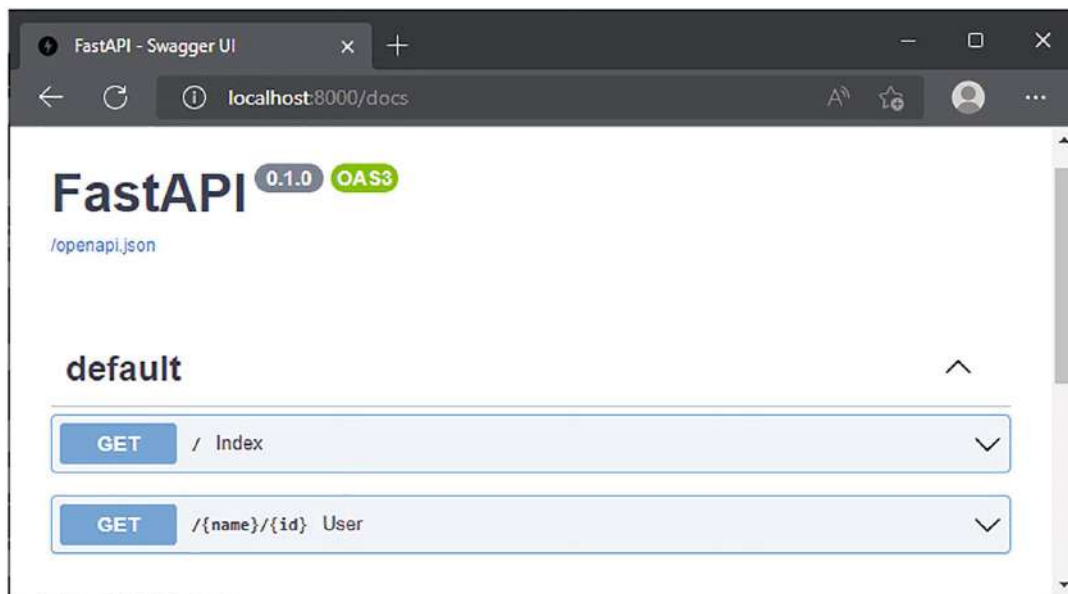 FastAPI - Swagger UI
localhost:8000/docs
FastAPI 0.1.0 OAS3
/openapi.json
default
GET / Index
GET /{name}/{id} User